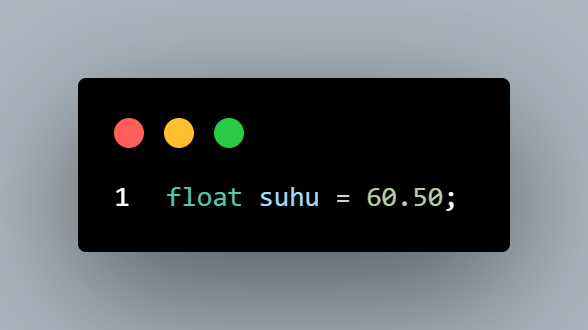 1 float suhu = 60.50;